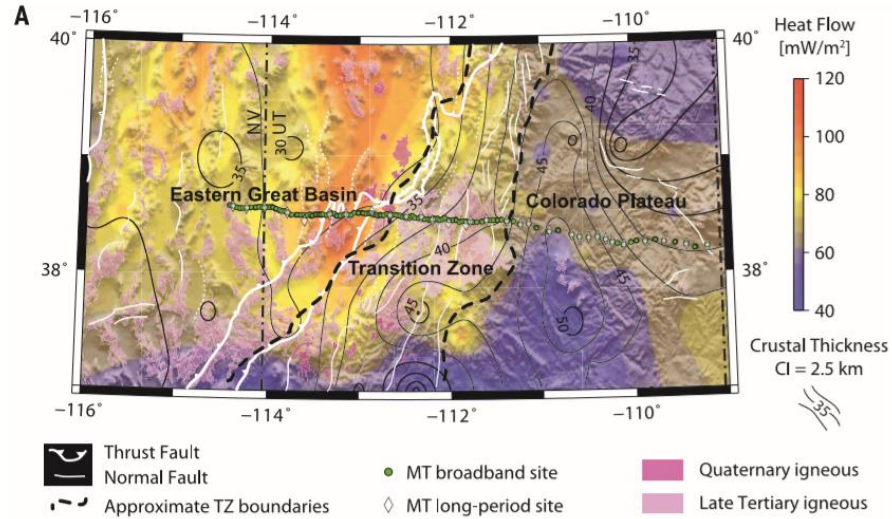 A
−116˚ −114˚ −112˚ −110˚
40˚ 40˚
Heat Flow
[mW/m²]
120
100
80
60
40
NV UT
35
30
35
40
35
45
45
35
Eastern Great Basin
Colorado Plateau
40
Transition Zone
38˚ 38˚
45
45
50
−116˚ −114˚ −112˚ −110˚
Crustal Thickness
CI = 2.5 km
35
Thrust Fault
Normal Fault
Approximate TZ boundaries
MT broadband site
MT long-period site
Quaternary igneous
Late Tertiary igneous